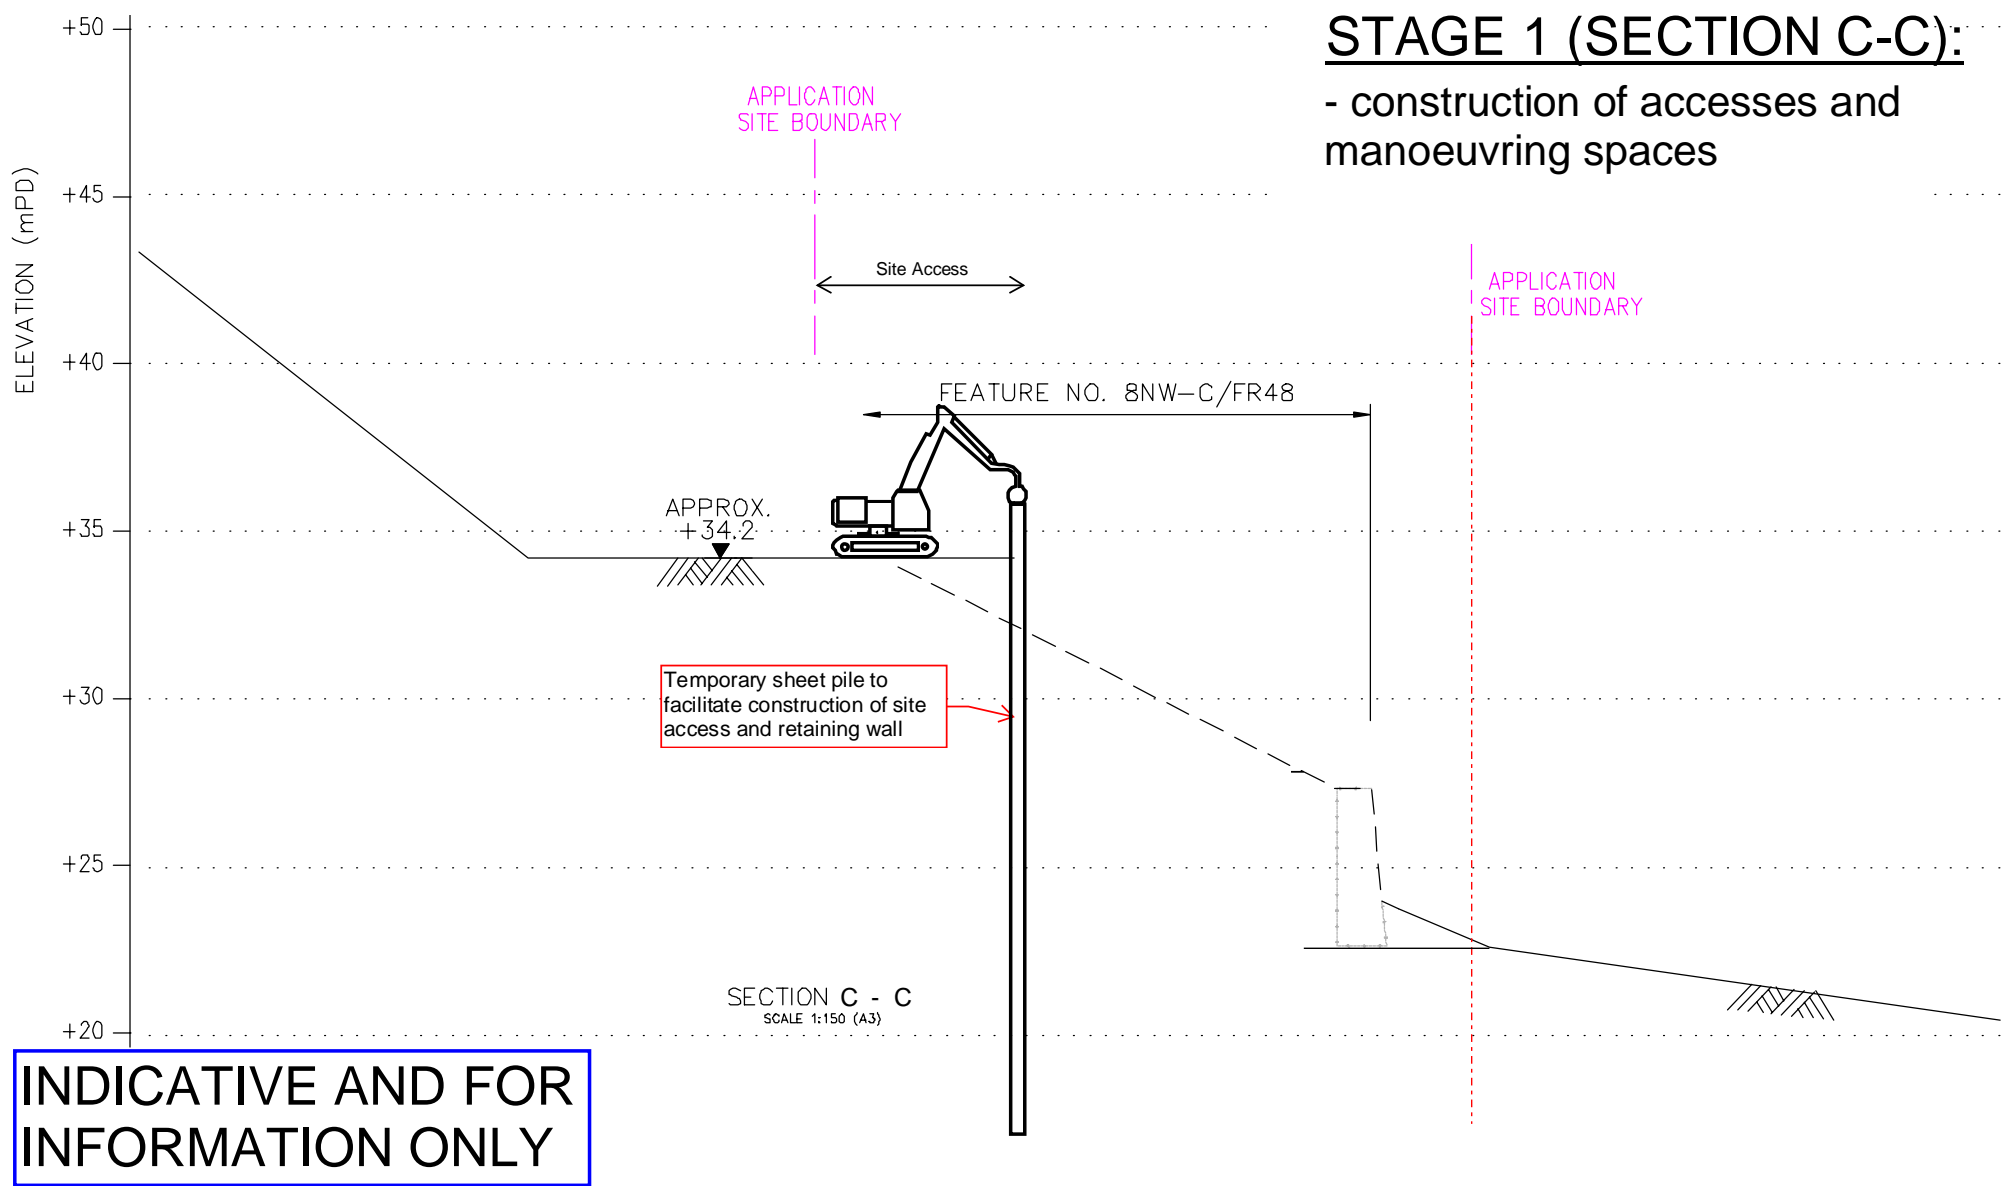 STAGE 1 (SECTION C-C):
- construction of accesses and
manoeuvring spaces
ELEVATION (mPD)
+50
+45
+40
+35
+30
+25
+20
APPLICATION
SITE BOUNDARY
Site Access
APPLICATION
SITE BOUNDARY
FEATURE NO. 8NW-C/FR48
APPROX.
+34.2
Temporary sheet pile to
facilitate construction of site
access and retaining wall
SECTION C - C
SCALE 1:150 (A3)
INDICATIVE AND FOR
INFORMATION ONLY